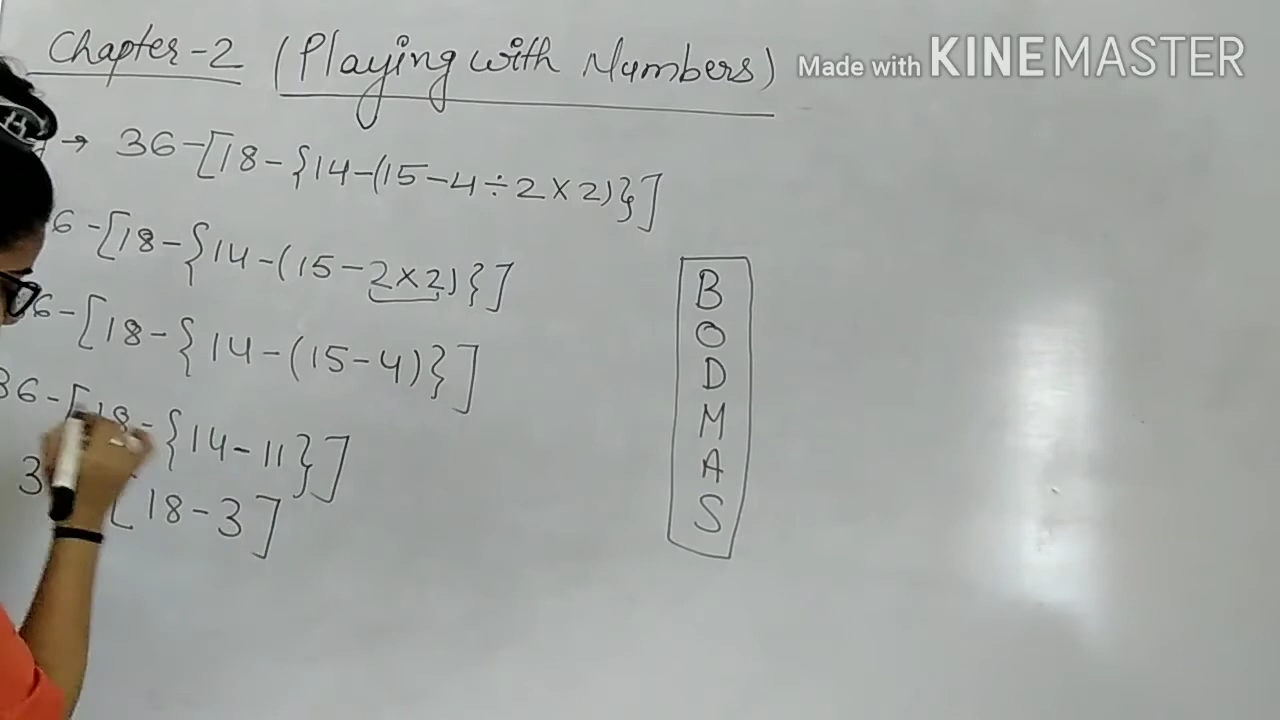 Chapter-2 (Playing with Numbers)
Made with KINEMASTER
→ 36-[18-{14-(15-4÷2×2)}]
6-[18-{14-(15-2×2)}]
6-[18-{14-(15-4)}]
36-[18-{14-11}]
3 [18-3]
B
O
D
M
A
S